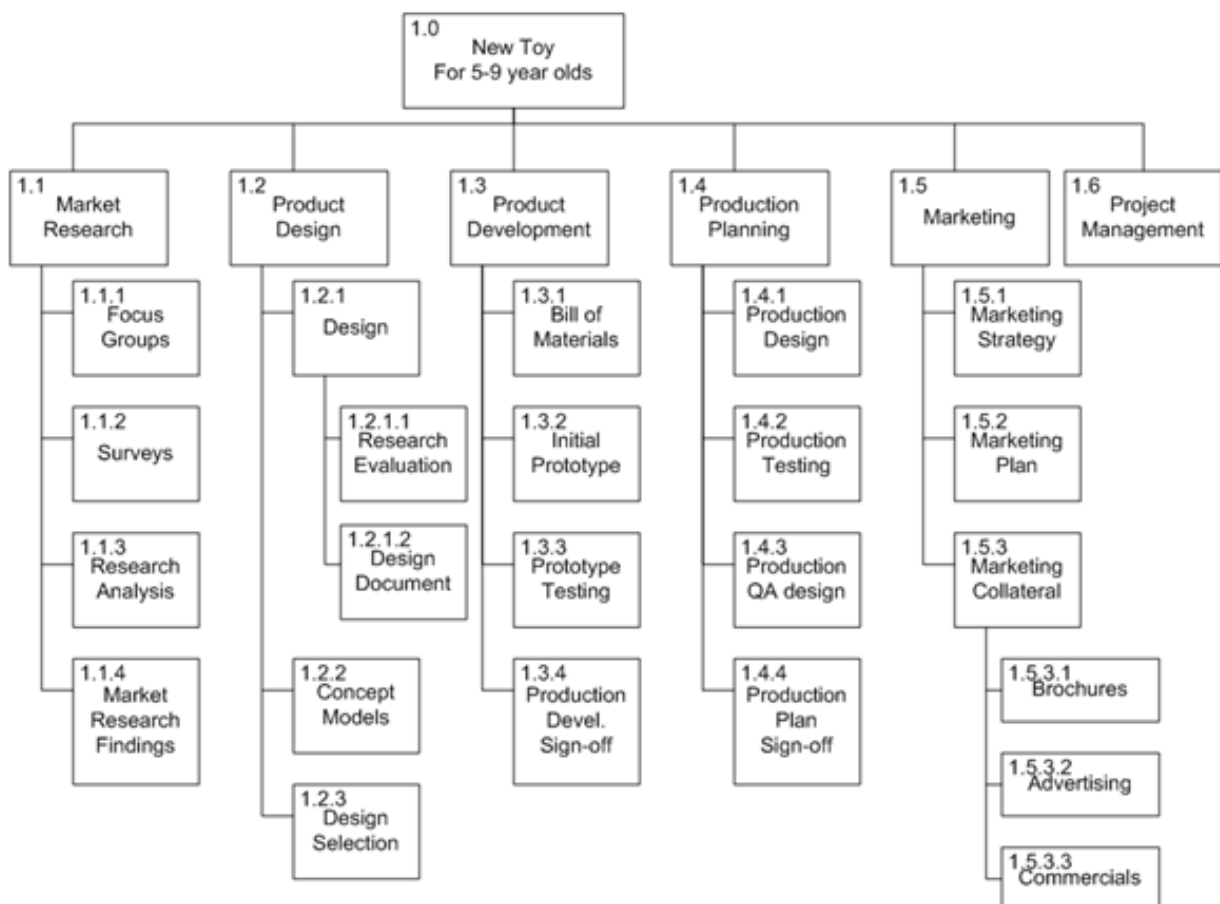 1.0
New Toy
For 5-9 year olds
1.1
Market
Research
1.2
Product
Design
1.3
Product
Development
1.4
Production
Planning
1.5
Marketing
1.6
Project
Management
1.1.1
Focus
Groups
1.1.2
Surveys
1.1.3
Research
Analysis
1.1.4
Market
Research
Findings
1.2.1
Design
1.2.1.1
Research
Evaluation
1.2.1.2
Design
Document
1.2.2
Concept
Models
1.2.3
Design
Selection
1.3.1
Bill of
Materials
1.3.2
Initial
Prototype
1.3.3
Prototype
Testing
1.3.4
Production
Devel.
Sign-off
1.4.1
Production
Design
1.4.2
Production
Testing
1.4.3
Production
QA design
1.4.4
Production
Plan
Sign-off
1.5.1
Marketing
Strategy
1.5.2
Marketing
Plan
1.5.3
Marketing
Collateral
1.5.3.1
Brochures
1.5.3.2
Advertising
1.5.3.3
Commercials